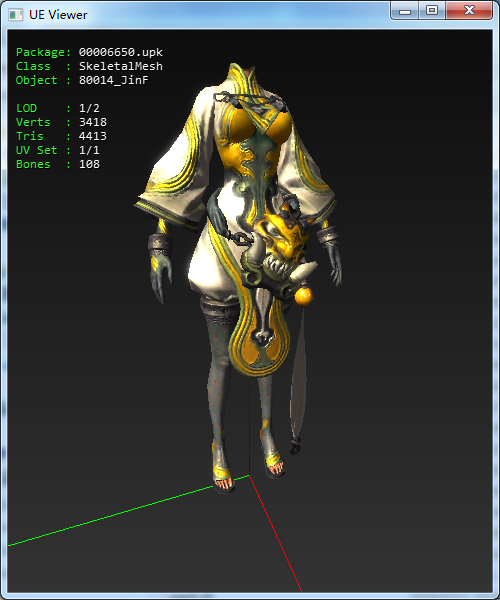 UE Viewer
Package: 00006650.upk
Class : SkeletalMesh
Object : 80014_JinF
LOD : 1/2
Verts : 3418
Tris : 4413
UV Set : 1/1
Bones : 108